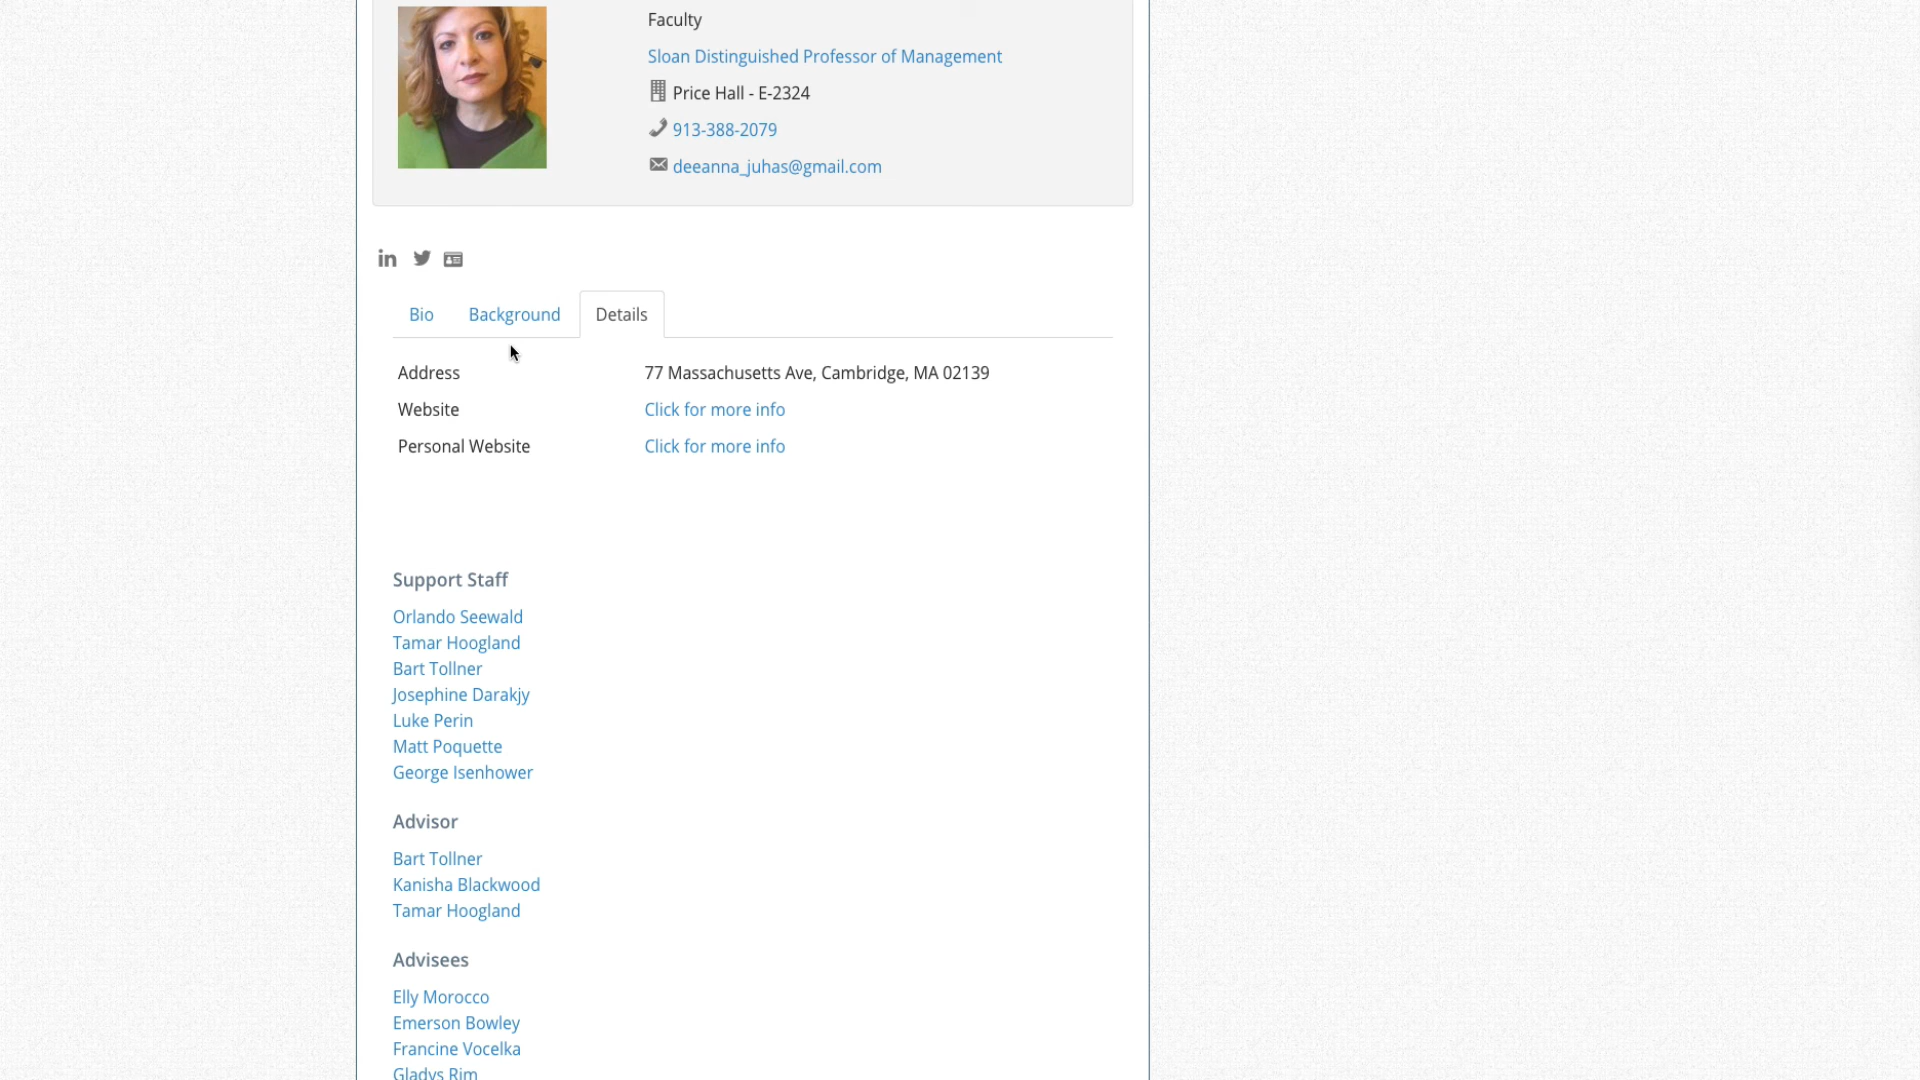 Faculty
Sloan Distinguished Professor of Management
Price Hall - E-2324
913-388-2079
deeanna_juhas@gmail.com
in
Bio Background Details
Address 77 Massachusetts Ave, Cambridge, MA 02139
Website Click for more info
Personal Website Click for more info
Support Staff
Orlando Seewald
Tamar Hoogland
Bart Tollner
Josephine Darakjy
Luke Perin
Matt Poquette
George Isenhower
Advisor
Bart Tollner
Kanisha Blackwood
Tamar Hoogland
Advisees
Elly Morocco
Emerson Bowley
Francine Vocelka
Gladys Rim